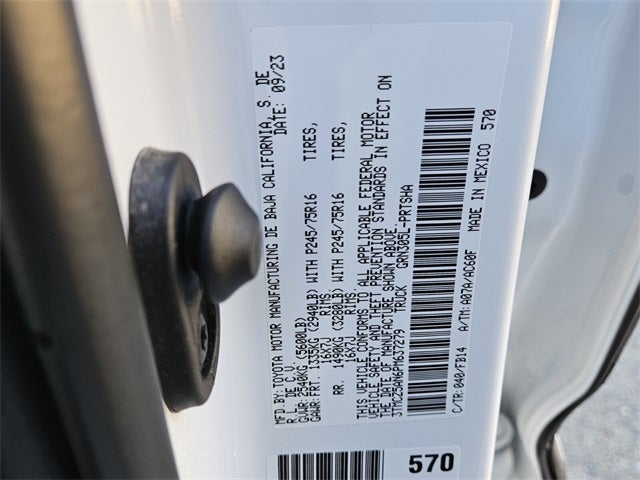 MFD.BY: TOYOTA MOTOR MANUFACTURING DE BAJA CALIFORNIA, S. DE
R.L. DE C.V. DATE: 09/23
GVWR: 2540KG (5600LB)
GAWR: FRT. 1335KG (2940LB) WITH P245/75R16 TIRES,
16X7J RIMS,
RR. 1496KG (3280LB) WITH P245/75R16 TIRES,
16X7J RIMS.
THIS VEHICLE CONFORMS TO ALL APPLICABLE FEDERAL MOTOR
VEHICLE SAFETY AND THEFT PREVENTION STANDARDS IN EFFECT ON
THE DATE OF MANUFACTURE SHOWN ABOVE.
3TMCZ5AN6PM637279 TRUCK GRN305L-PRTSHA
C/TR: 040/FB14 A/TM: A07A/AC60F MADE IN MEXICO 570
570